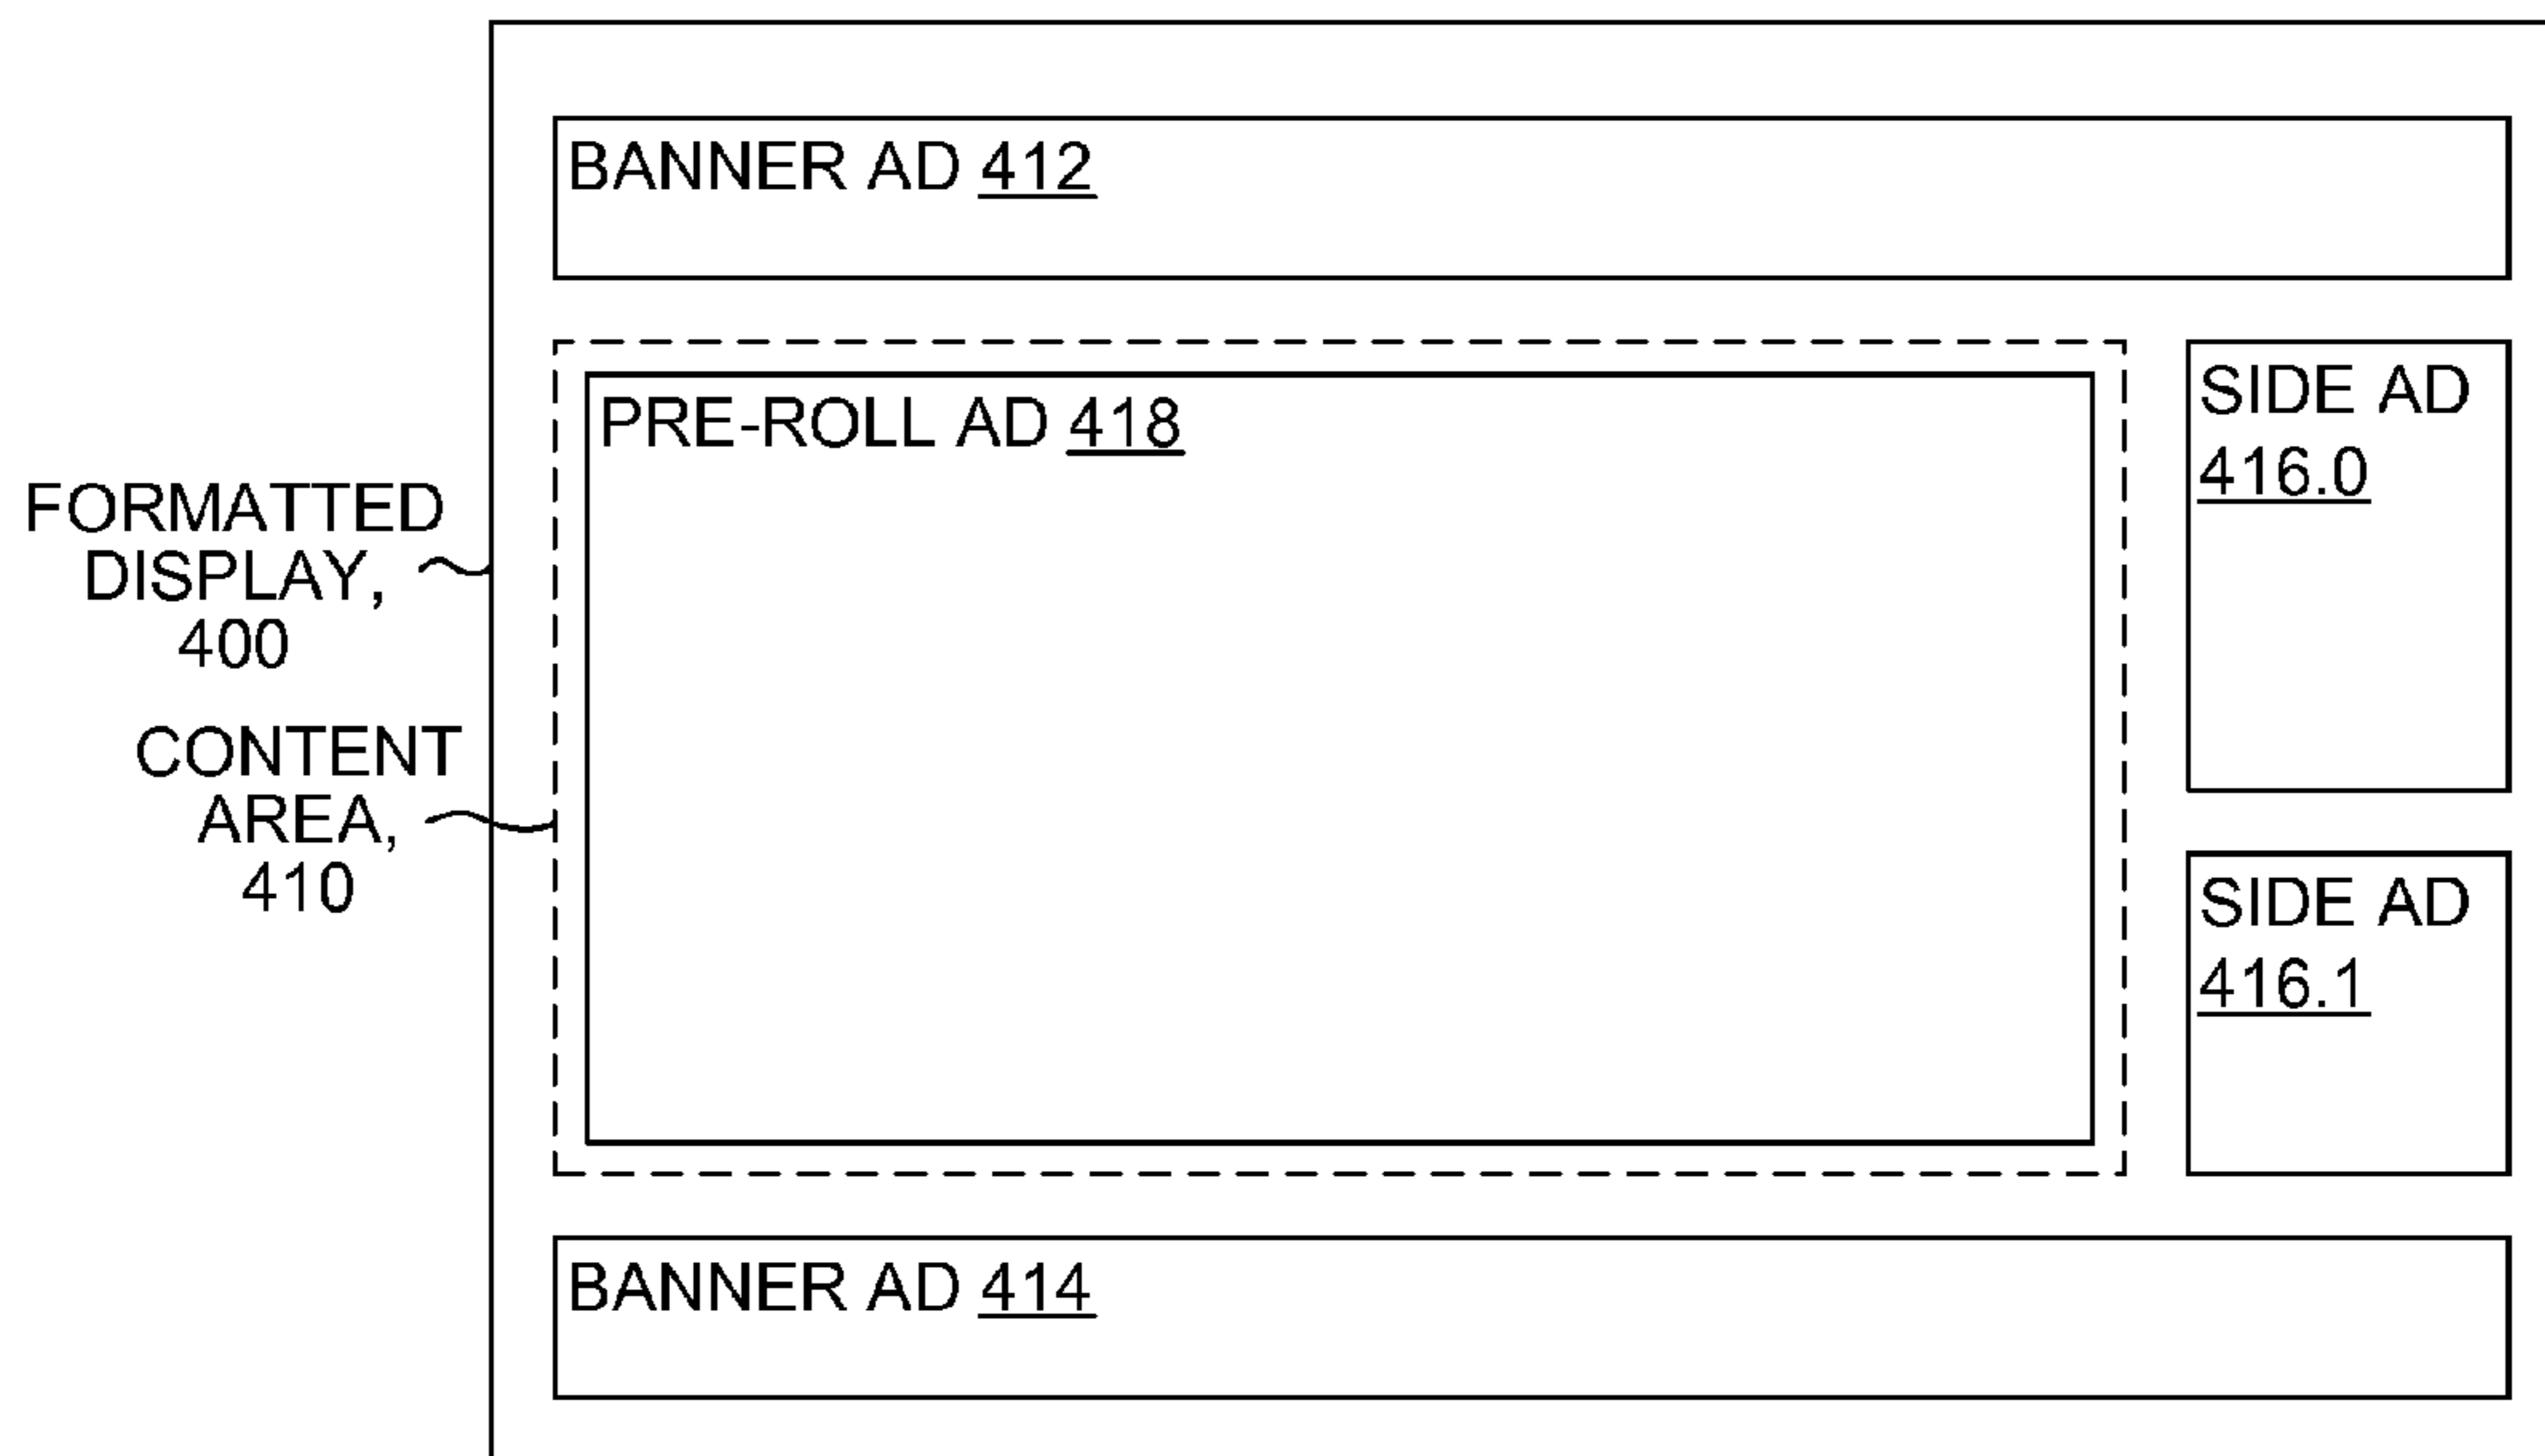 BANNER AD 412
PRE-ROLL AD 418
SIDE AD
416.0
FORMATTED
DISPLAY,
400
CONTENT
AREA,
410
SIDE AD
416.1
BANNER AD 414